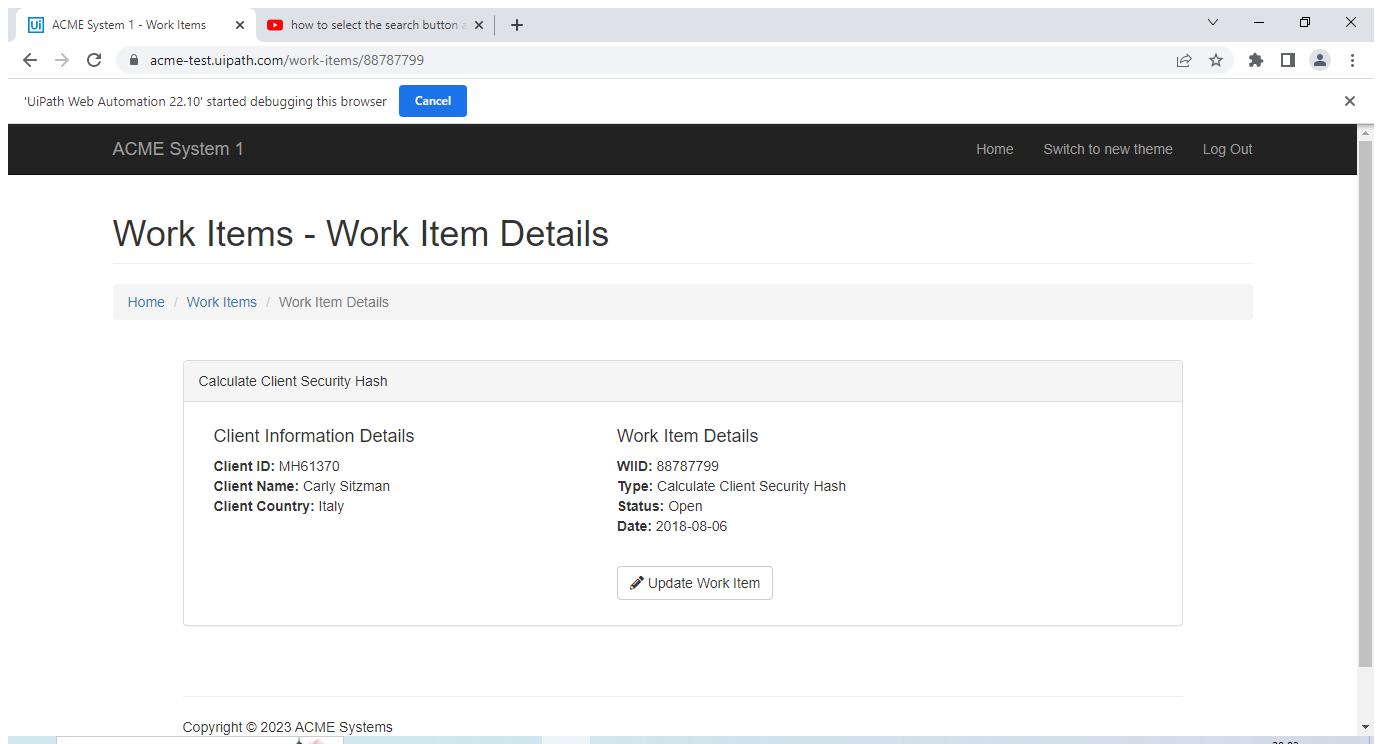 ACME System 1 - Work Items
how to select the search button a
acme-test.uipath.com/work-items/88787799
'UiPath Web Automation 22.10' started debugging this browser
Cancel
ACME System 1
Home
Switch to new theme
Log Out
Work Items - Work Item Details
Home / Work Items / Work Item Details
Calculate Client Security Hash
Client Information Details
Client ID: MH61370
Client Name: Carly Sitzman
Client Country: Italy
Work Item Details
WIID: 88787799
Type: Calculate Client Security Hash
Status: Open
Date: 2018-08-06
Update Work Item
Copyright © 2023 ACME Systems